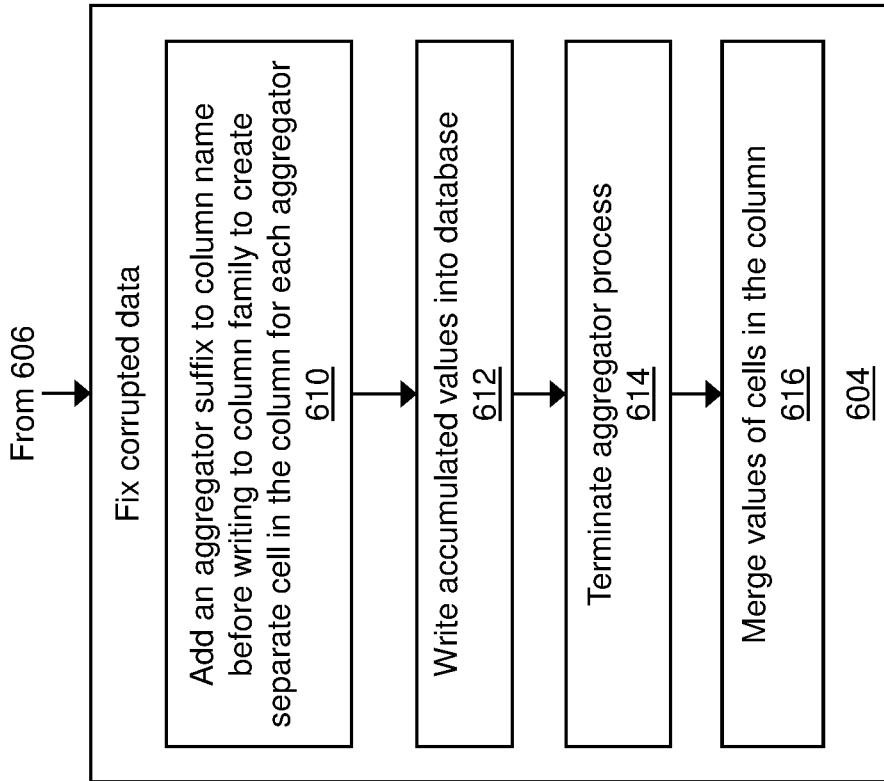 From 606
Fix corrupted data
Add an aggregator suffix to column name
before writing to column family to create
separate cell in the column for each aggregator
610
Write accumulated values into database
612
Terminate aggregator process
614
Merge values of cells in the column
616
604